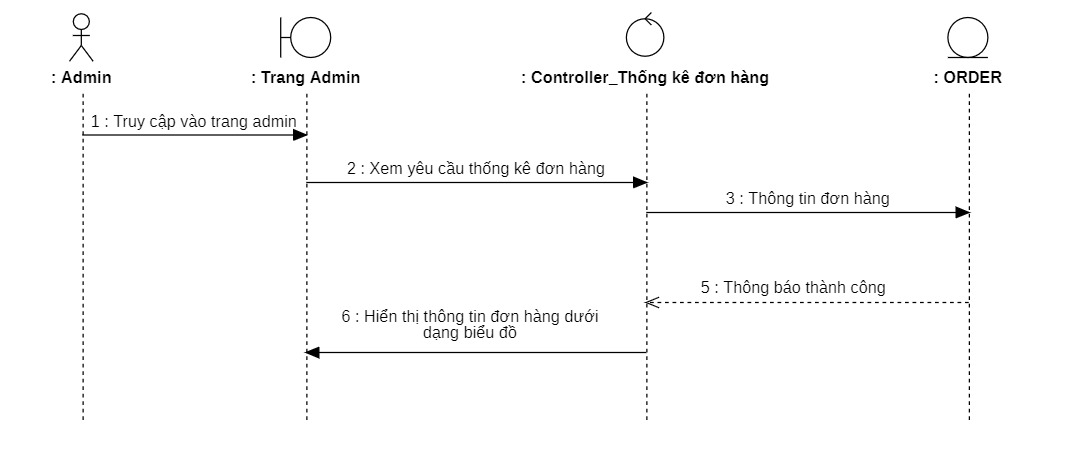 : Admin
: Trang Admin
: Controller_Thống kê đơn hàng
: ORDER
1 : Truy cập vào trang admin
2 : Xem yêu cầu thống kê đơn hàng
3 : Thông tin đơn hàng
5 : Thông báo thành công
6 : Hiển thị thông tin đơn hàng dưới
dạng biểu đồ